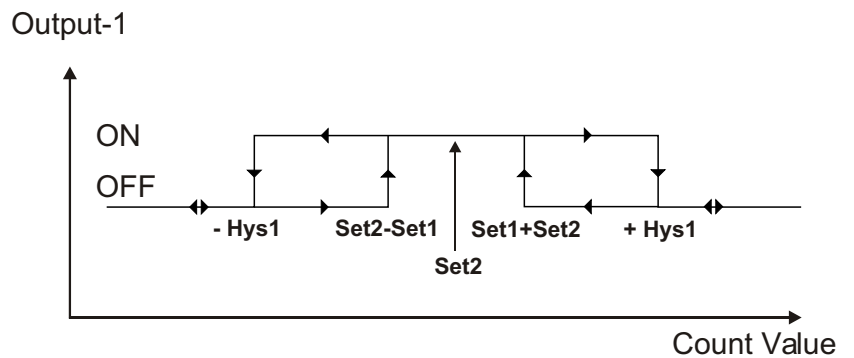 Output-1
ON
OFF
- Hys1 Set2-Set1 Set1+Set2 + Hys1
Set2
Count Value